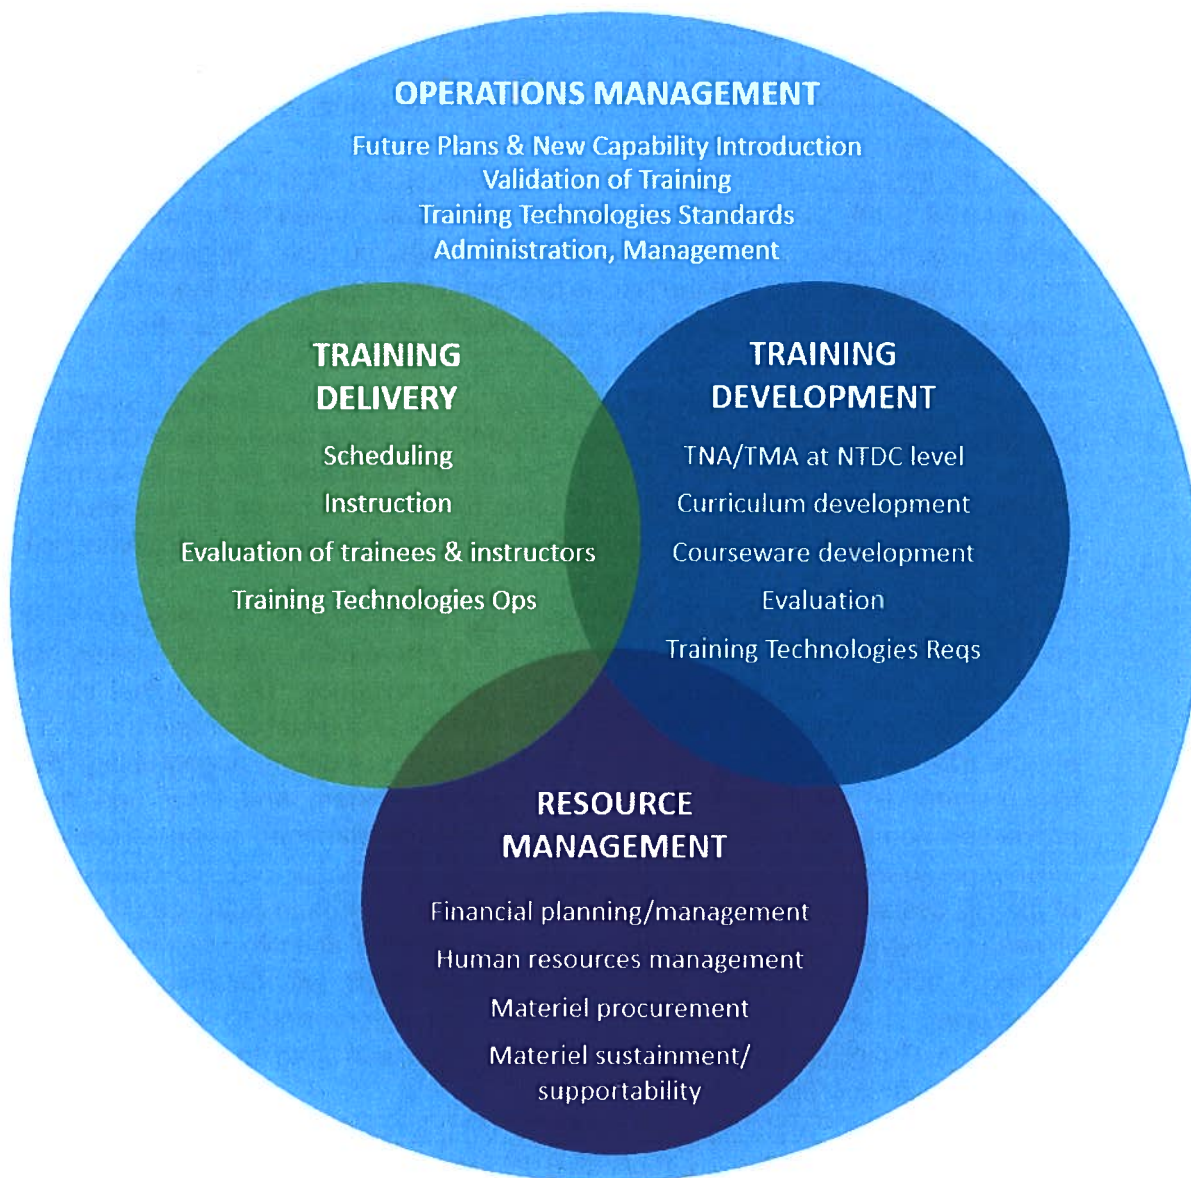 OPERATIONS MANAGEMENT
Future Plans & New Capability Introduction
Validation of Training
Training Technologies Standards
Administration, Management
TRAINING
DELIVERY
Scheduling
Instruction
Evaluation of trainees & instructors
Training Technologies Ops
TRAINING
DEVELOPMENT
TNA/TMA at NTDC level
Curriculum development
Courseware development
Evaluation
Training Technologies Reqs
RESOURCE
MANAGEMENT
Financial planning/management
Human resources management
Materiel procurement
Materiel sustainment/
supportability